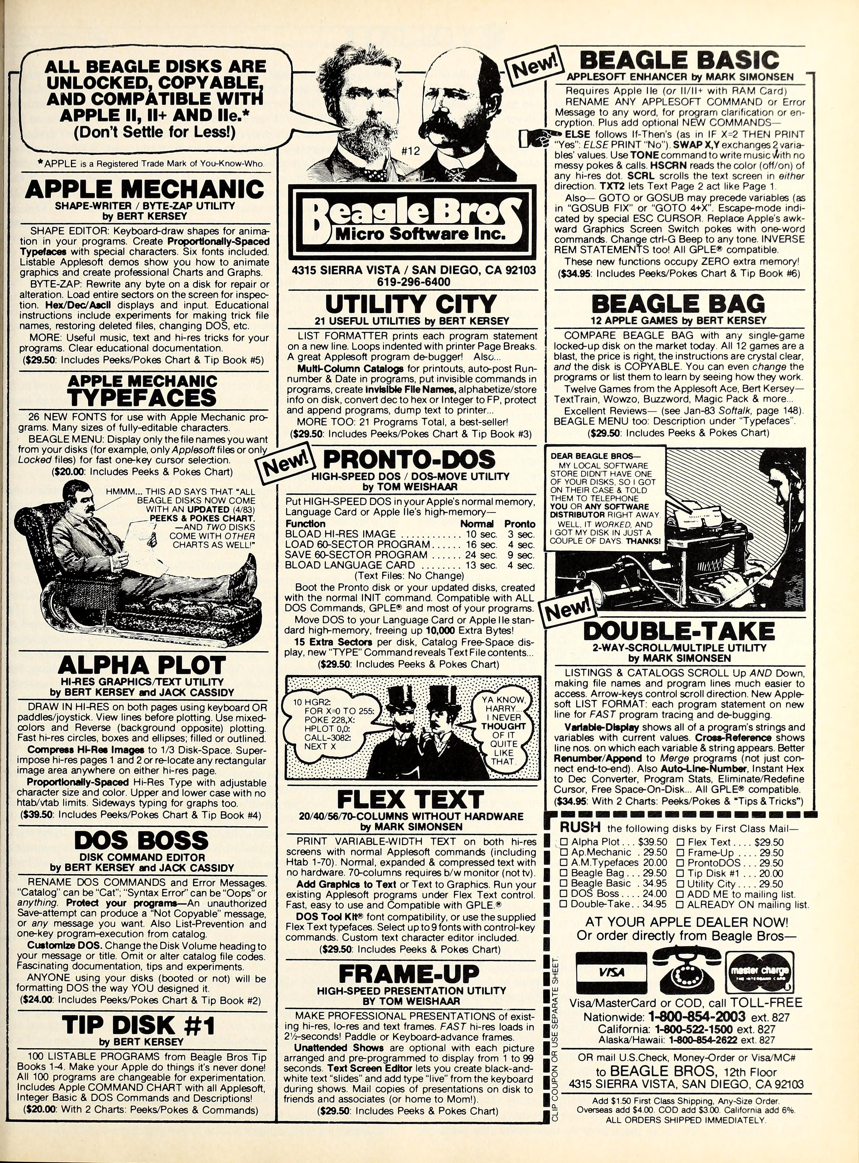 ALL BEAGLE DISKS ARE
UNLOCKED, COPYABLE,
AND COMPATIBLE WITH
APPLE II, II+ AND IIe.*
(Don't Settle for Less!)
*APPLE is a Registered Trade Mark of You-Know-Who.
APPLE MECHANIC
SHAPE-WRITER / BYTE-ZAP UTILITY
by BERT KERSEY
SHAPE EDITOR: Keyboard-draw shapes for anima-
tion in your programs. Create Proportionally-Spaced
Typefaces with special characters. Six fonts included.
Listable Applesoft demos show you how to animate
graphics and create professional Charts and Graphs.
BYTE-ZAP: Rewrite any byte on a disk for repair or
alteration. Load entire sectors on the screen for inspec-
tion. Hex/Dec/Ascii displays and input. Educational
instructions include experiments for making trick file
names, restoring deleted files, changing DOS, etc.
MORE: Useful music, text and hi-res tricks for your
programs. Clear educational documentation.
($29.50: Includes Peeks/Pokes Chart & Tip Book #5)
APPLE MECHANIC
TYPEFACES
26 NEW FONTS for use with Apple Mechanic pro-
grams. Many sizes of fully-editable characters.
BEAGLE MENU: Display only the file names you want
from your disks (for example, only Applesoft files or only
Locked files) for fast one-key cursor selection.
($20.00: Includes Peeks & Pokes Chart)
HMMM... THIS AD SAYS THAT "ALL
BEAGLE DISKS NOW COME
WITH AN UPDATED (4/83)
PEEKS & POKES CHART,
—AND TWO DISKS
COME WITH OTHER
CHARTS AS WELL!"
ALPHA PLOT
HI-RES GRAPHICS/TEXT UTILITY
by BERT KERSEY and JACK CASSIDY
DRAW IN HI-RES on both pages using keyboard OR
paddles/joystick. View lines before plotting. Use mixed-
colors and Reverse (background opposite) plotting.
Fast hi-res circles, boxes and ellipses; filled or outlined.
Compress Hi-Res Images to 1/3 Disk-Space. Super-
impose hi-res pages 1 and 2 or re-locate any rectangular
image area anywhere on either hi-res page.
Proportionally-Spaced Hi-Res Type with adjustable
character size and color. Upper and lower case with no
htab/vtab limits. Sideways typing for graphs too.
($39.50: Includes Peeks/Pokes Chart & Tip Book #4)
DOS BOSS
DISK COMMAND EDITOR
by BERT KERSEY and JACK CASSIDY
RENAME DOS COMMANDS and Error Messages.
"Catalog" can be "Cat"; "Syntax Error" can be "Oops" or
anything. Protect your programs—An unauthorized
Save-attempt can produce a "Not Copyable" message,
or any message you want. Also List-Prevention and
one-key program-execution from catalog.
Customize DOS. Change the Disk Volume heading to
your message or title. Omit or alter catalog file codes.
Fascinating documentation, tips and experiments.
ANYONE using your disks (booted or not) will be
formatting DOS the way YOU designed it.
($24.00: Includes Peeks/Pokes Chart & Tip Book #2)
TIP DISK #1
by BERT KERSEY
100 LISTABLE PROGRAMS from Beagle Bros Tip
Books 1-4. Make your Apple do things it's never done!
All 100 programs are changeable for experimentation.
Includes Apple COMMAND CHART with all Applesoft,
Integer Basic & DOS Commands and Descriptions!
($20.00: With 2 Charts: Peeks/Pokes & Commands)
#12
Beagle Bros
Micro Software Inc.
4315 SIERRA VISTA / SAN DIEGO, CA 92103
619-296-6400
UTILITY CITY
21 USEFUL UTILITIES by BERT KERSEY
LIST FORMATTER prints each program statement
on a new line. Loops indented with printer Page Breaks.
A great Applesoft program de-bugger! Also...
Multi-Column Catalogs for printouts, auto-post Run-
number & Date in programs, put invisible commands in
programs, create Invisible File Names, alphabetize/store
info on disk, convert dec to hex or Integer to FP, protect
and append programs, dump text to printer...
MORE TOO: 21 Programs Total, a best-seller!
($29.50: Includes Peeks/Pokes Chart & Tip Book #3)
New!
PRONTO-DOS
HIGH-SPEED DOS / DOS-MOVE UTILITY
by TOM WEISHAAR
Put HIGH-SPEED DOS in your Apple's normal memory,
Language Card or Apple IIe's high-memory—
Function Normal Pronto
BLOAD HI-RES IMAGE ........... 10 sec. 3 sec.
LOAD 60-SECTOR PROGRAM ...... 16 sec. 4 sec.
SAVE 60-SECTOR PROGRAM ...... 24 sec. 9 sec.
BLOAD LANGUAGE CARD ........ 13 sec. 4 sec.
(Text Files: No Change)
Boot the Pronto disk or your updated disks, created
with the normal INIT command. Compatible with ALL
DOS Commands, GPLE® and most of your programs.
Move DOS to your Language Card or Apple IIe stan-
dard high-memory, freeing up 10,000 Extra Bytes!
15 Extra Sectors per disk, Catalog Free-Space dis-
play, new "TYPE" Command reveals Text File contents...
($29.50: Includes Peeks & Pokes Chart)
10 HGR2:
FOR X=0 TO 255:
POKE 228,X:
HPLOT 0,0:
CALL-3082:
NEXT X
YA KNOW,
HARRY...
I NEVER
THOUGHT
OF IT
QUITE
LIKE
THAT.
FLEX TEXT
20/40/56/70-COLUMNS WITHOUT HARDWARE
by MARK SIMONSEN
PRINT VARIABLE-WIDTH TEXT on both hi-res
screens with normal Applesoft commands (including
Htab 1-70). Normal, expanded & compressed text with
no hardware. 70-columns requires b/w monitor (not tv).
Add Graphics to Text or Text to Graphics. Run your
existing Applesoft programs under Flex Text control.
Fast, easy to use and Compatible with GPLE.®
DOS Tool Kit® font compatibility, or use the supplied
Flex Text typefaces. Select up to 9 fonts with control-key
commands. Custom text character editor included.
($29.50: Includes Peeks & Pokes Chart)
FRAME-UP
HIGH-SPEED PRESENTATION UTILITY
BY TOM WEISHAAR
MAKE PROFESSIONAL PRESENTATIONS of exist-
ing hi-res, lo-res and text frames. FAST hi-res loads in
2½-seconds! Paddle or Keyboard-advance frames.
Unattended Shows are optional with each picture
arranged and pre-programmed to display from 1 to 99
seconds. Text Screen Editor lets you create black-and-
white text "slides" and add type "live" from the keyboard
during shows. Mail copies of presentations on disk to
friends and associates (or home to Mom!).
($29.50: Includes Peeks & Pokes Chart)
New!
BEAGLE BASIC
APPLESOFT ENHANCER by MARK SIMONSEN
Requires Apple IIe (or II/II+ with RAM Card)
RENAME ANY APPLESOFT COMMAND or Error
Message to any word, for program clarification or en-
cryption. Plus add optional NEW COMMANDS—
ELSE follows If-Then's (as in IF X=2 THEN PRINT
"Yes": ELSE PRINT "No"). SWAP X,Y exchanges 2 varia-
bles' values. Use TONE command to write music with no
messy pokes & calls. HSCRN reads the color (off/on) of
any hi-res dot. SCRL scrolls the text screen in either
direction. TXT2 lets Text Page 2 act like Page 1.
Also— GOTO or GOSUB may precede variables (as
in "GOSUB FIX" or "GOTO 4+X". Escape-mode indi-
cated by special ESC CURSOR. Replace Apple's awk-
ward Graphics Screen Switch pokes with one-word
commands. Change ctrl-G Beep to any tone. INVERSE
REM STATEMENTS too! All GPLE® compatible.
These new functions occupy ZERO extra memory!
($34.95: Includes Peeks/Pokes Chart & Tip Book #6)
BEAGLE BAG
12 APPLE GAMES by BERT KERSEY
COMPARE BEAGLE BAG with any single-game
locked-up disk on the market today. All 12 games are a
blast, the price is right, the instructions are crystal clear,
and the disk is COPYABLE. You can even change the
programs or list them to learn by seeing how they work.
Twelve Games from the Applesoft Ace, Bert Kersey—
TextTrain, Wowzo, Buzzword, Magic Pack & more...
Excellent Reviews— (see Jan-83 Softalk, page 148).
BEAGLE MENU too: Description under "Typefaces".
($29.50: Includes Peeks & Pokes Chart)
DEAR BEAGLE BROS—
MY LOCAL SOFTWARE
STORE DIDN'T HAVE ONE
OF YOUR DISKS, SO I GOT
ON THEIR CASE & TOLD
THEM TO TELEPHONE
YOU OR ANY SOFTWARE
DISTRIBUTOR RIGHT AWAY.
WELL, IT WORKED, AND
I GOT MY DISK IN JUST A
COUPLE OF DAYS. THANKS!
New!
DOUBLE-TAKE
2-WAY-SCROLL/MULTIPLE UTILITY
by MARK SIMONSEN
LISTINGS & CATALOGS SCROLL Up AND Down,
making file names and program lines much easier to
access. Arrow-keys control scroll direction. New Apple-
soft LIST FORMAT: each program statement on new
line for FAST program tracing and de-bugging.
Variable-Display shows all of a program's strings and
variables with current values. Cross-Reference shows
line nos. on which each variable & string appears. Better
Renumber/Append to Merge programs (not just con-
nect end-to-end). Also Auto-Line-Number, Instant Hex
to Dec Converter, Program Stats, Eliminate/Redefine
Cursor, Free Space-On-Disk... All GPLE® compatible.
($34.95: With 2 Charts: Peeks/Pokes & "Tips & Tricks")
RUSH the following disks by First Class Mail—
□ Alpha Plot... $39.50 □ Flex Text.... $29.50
□ Ap.Mechanic . 29.50 □ Frame-Up ... 29.50
□ A.M.Typefaces 20.00 □ ProntoDOS ... 29.50
□ Beagle Bag... 29.50 □ Tip Disk #1 ... 20.00
□ Beagle Basic . 34.95 □ Utility City.... 29.50
□ DOS Boss.... 24.00 □ ADD ME to mailing list.
□ Double-Take.. 34.95 □ ALREADY ON mailing list.
AT YOUR APPLE DEALER NOW!
Or order directly from Beagle Bros—
VISA
master charge
THE INTERBANK CARD
Visa/MasterCard or COD, call TOLL-FREE
Nationwide: 1-800-854-2003 ext. 827
California: 1-800-522-1500 ext. 827
Alaska/Hawaii: 1-800-854-2622 ext. 827
OR mail U.S.Check, Money-Order or Visa/MC#
to BEAGLE BROS, 12th Floor
4315 SIERRA VISTA, SAN DIEGO, CA 92103
Add $1.50 First Class Shipping, Any-Size Order.
Overseas add $4.00. COD add $3.00. California add 6%.
ALL ORDERS SHIPPED IMMEDIATELY.
CLIP COUPON OR USE SEPARATE SHEET